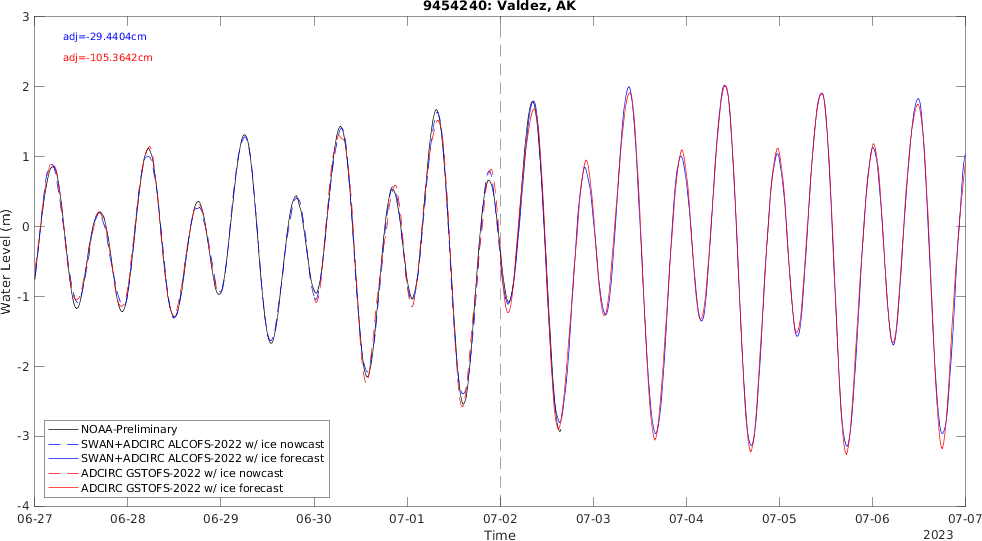 9454240: Valdez, AK
adj=-29.4404cm
adj=-105.3642cm
3
2
1
0
-1
-2
-3
-4
Water Level (m)
NOAA-Preliminary
SWAN+ADCIRC ALCOFS-2022 w/ ice nowcast
SWAN+ADCIRC ALCOFS-2022 w/ ice forecast
ADCIRC GSTOFS-2022 w/ ice nowcast
ADCIRC GSTOFS-2022 w/ ice forecast
06-27 06-28 06-29 06-30 07-01 07-02 07-03 07-04 07-05 07-06 07-07
Time
2023